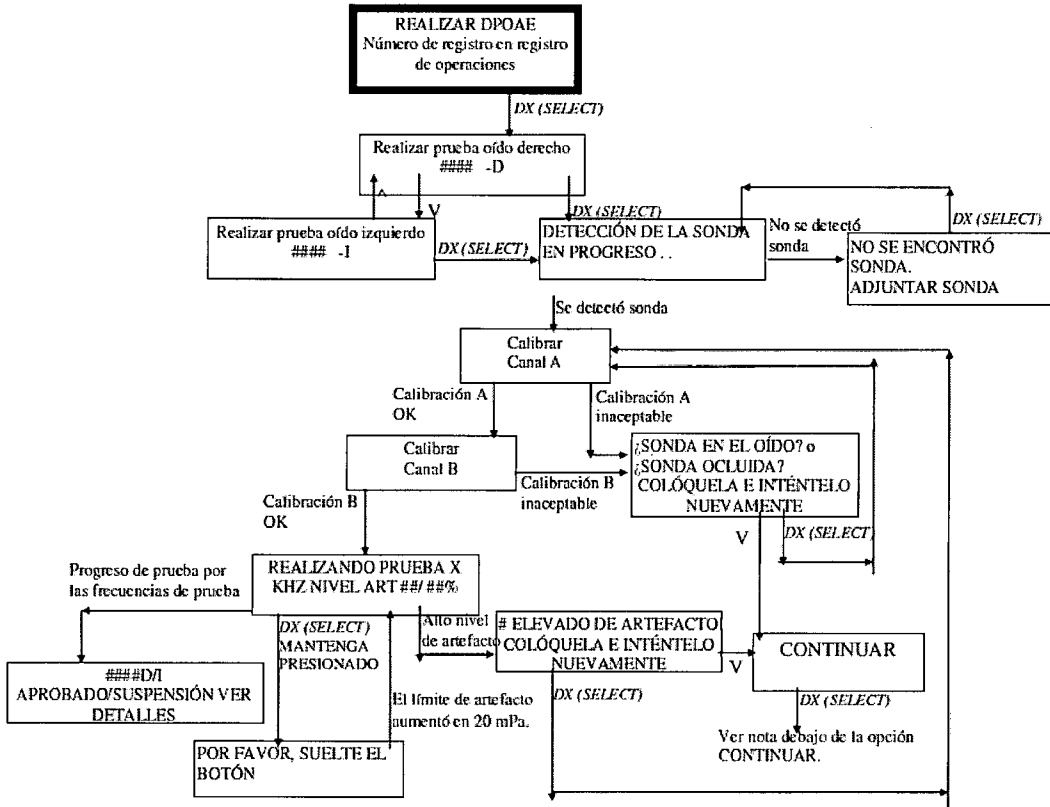 REALIZAR DPOAE
Número de registro en registro
de operaciones
DX (SELECT)
Realizar prueba oído derecho
#### -D
^
V
DX (SELECT)
DX (SELECT)
Realizar prueba oído izquierdo
#### -I
DX (SELECT)
DETECCIÓN DE LA SONDA
EN PROGRESO . .
No se detectó
sonda
NO SE ENCONTRÓ
SONDA.
ADJUNTAR SONDA
Se detectó sonda
Calibrar
Canal A
Calibración A
OK
Calibración A
inaceptable
Calibrar
Canal B
¿SONDA EN EL OÍDO? o
¿SONDA OCLUIDA?
COLÓQUELA E INTÉNTELO
NUEVAMENTE
Calibración B
inaceptable
Calibración B
OK
V
DX (SELECT)
Progreso de prueba por
las frecuencias de prueba
REALIZANDO PRUEBA X
KHZ NIVEL ART ##/ ##%
Alto nivel
de artefacto
# ELEVADO DE ARTEFACTO
COLÓQUELA E INTÉNTELO
NUEVAMENTE
V
CONTINUAR
DX (SELECT)
MANTENGA
PRESIONADO
####D/I
APROBADO/SUSPENSIÓN VER
DETALLES
El límite de artefacto
aumentó en 20 mPa.
DX (SELECT)
DX (SELECT)
Ver nota debajo de la opción
CONTINUAR.
POR FAVOR, SUELTE EL
BOTÓN